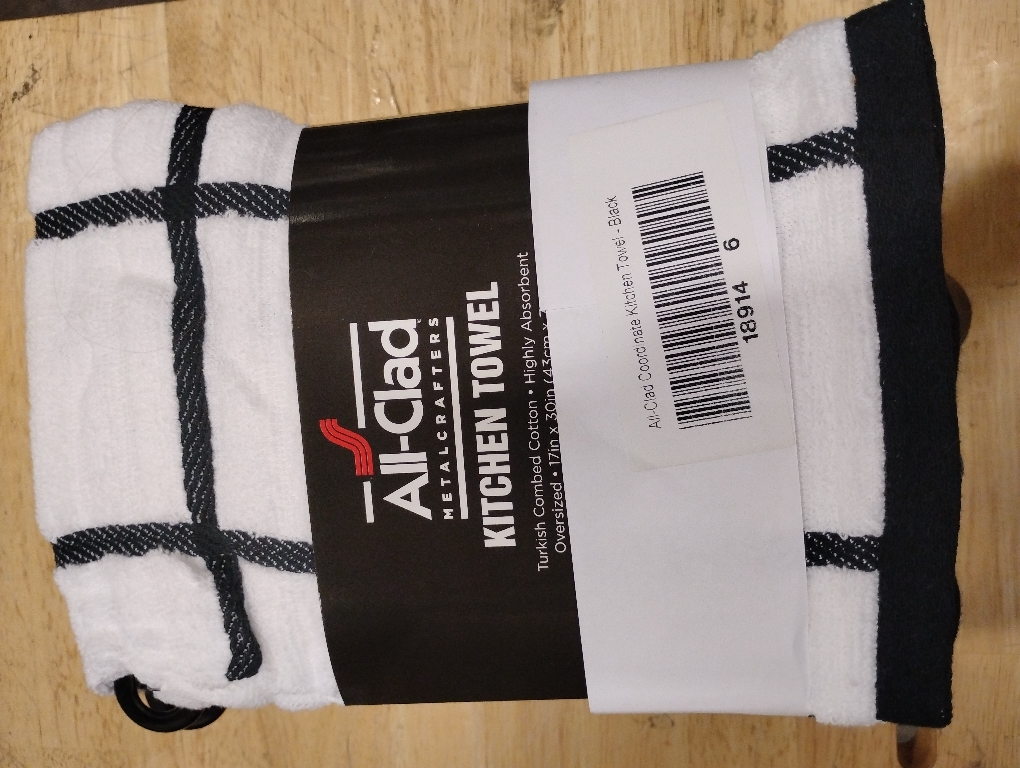 All-Clad
METALCRAFTERS
KITCHEN TOWEL
Turkish Combed Cotton • Highly Absorbent
Oversized • 17in x 30in (43cm x
All-Clad Coordinate Kitchen Towel - Black
18914 6